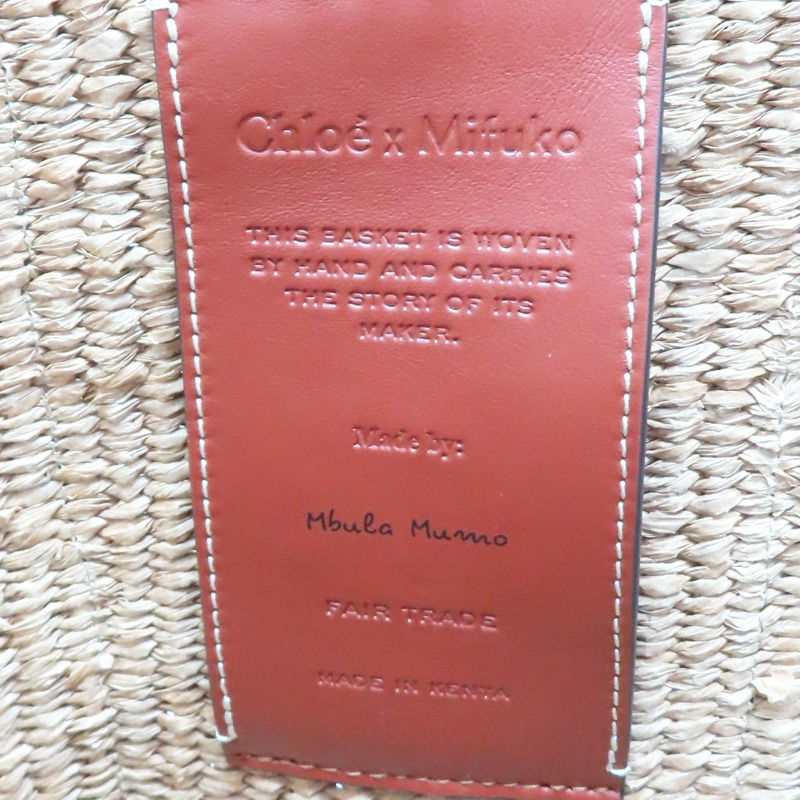 Chloé x Mifuko
THIS BASKET IS WOVEN
BY HAND AND CARRIES
THE STORY OF ITS
MAKER.
Made by:
Mbula Mumo
FAIR TRADE
MADE IN KENYA